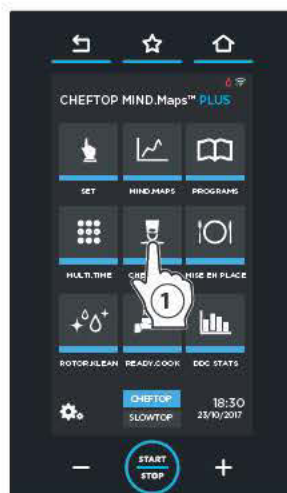 CHEFTOP MIND.Maps™ PLUS
SET MIND.MAPS PROGRAMS
MULTI.TIME MISE EN PLACE
1
ROTOR.KLEAN READY.COOK DDC STATS
CHEFTOP
18:30
SLOWTOP
23/10/2017
START
STOP